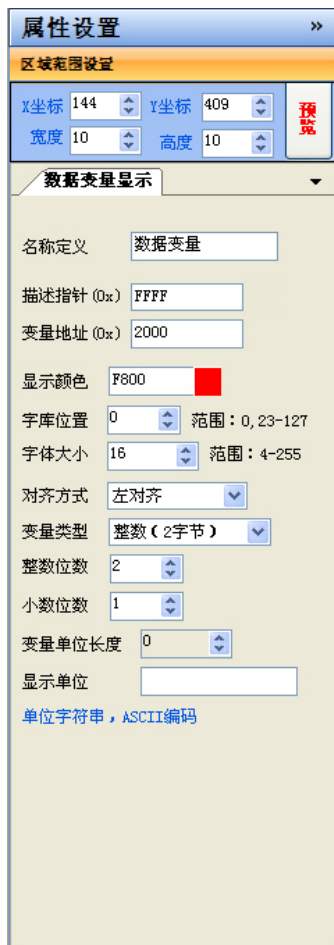 属性设置 »
区域范围设置
X坐标 144 Y坐标 409 预览
宽度 10 高度 10
数据变量显示
名称定义 数据变量
描述指针(0x) FFFF
变量地址(0x) 2000
显示颜色 F800
字库位置 0 范围：0,23-127
字体大小 16 范围：4-255
对齐方式 左对齐
变量类型 整数（2字节）
整数位数 2
小数位数 1
变量单位长度 0
显示单位
单位字符串，ASCII编码